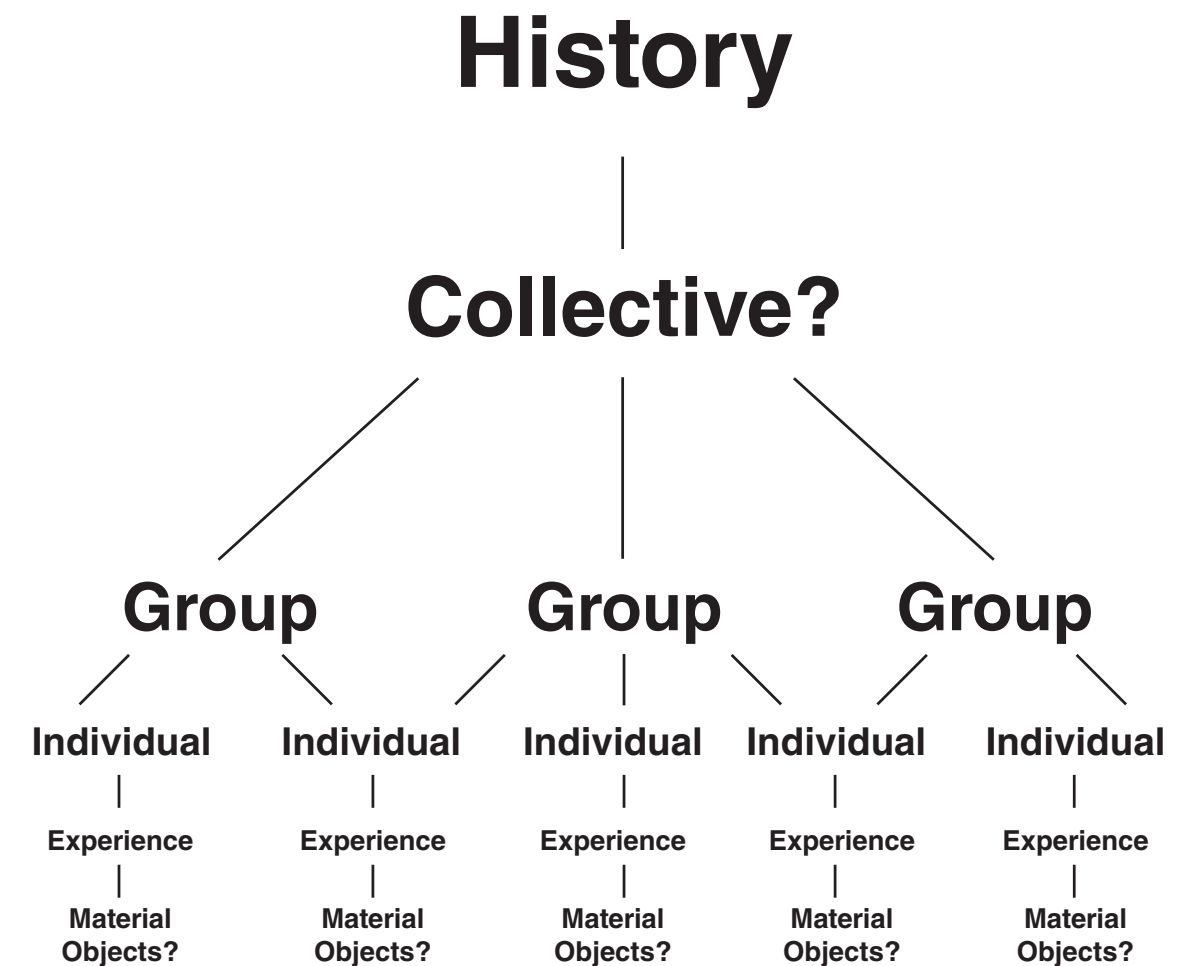 History
Collective?
Group Group Group
Individual Individual Individual Individual Individual
Experience Experience Experience Experience Experience
Material Material Material Material Material
Objects? Objects? Objects? Objects? Objects?